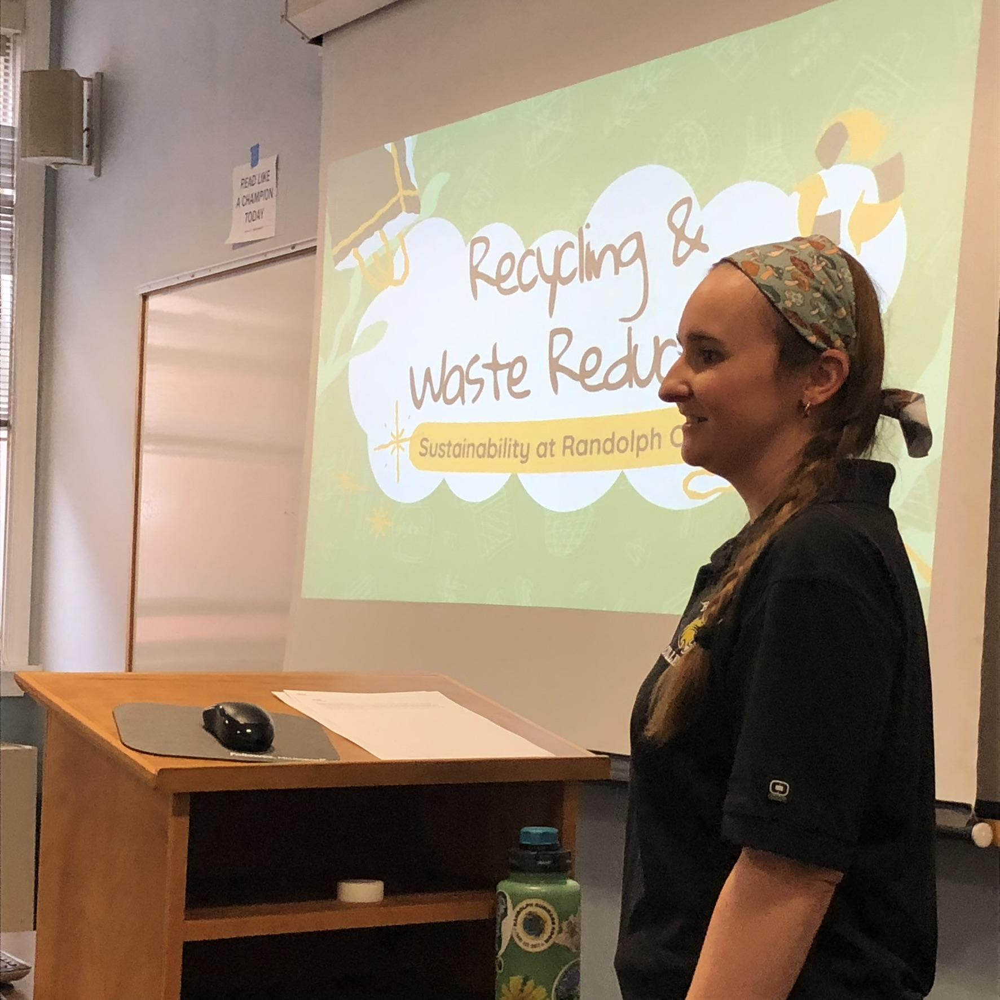 READ LIKE
A CHAMPION
TODAY
Recycling &
Waste Reduc
Sustainability at Randolph C